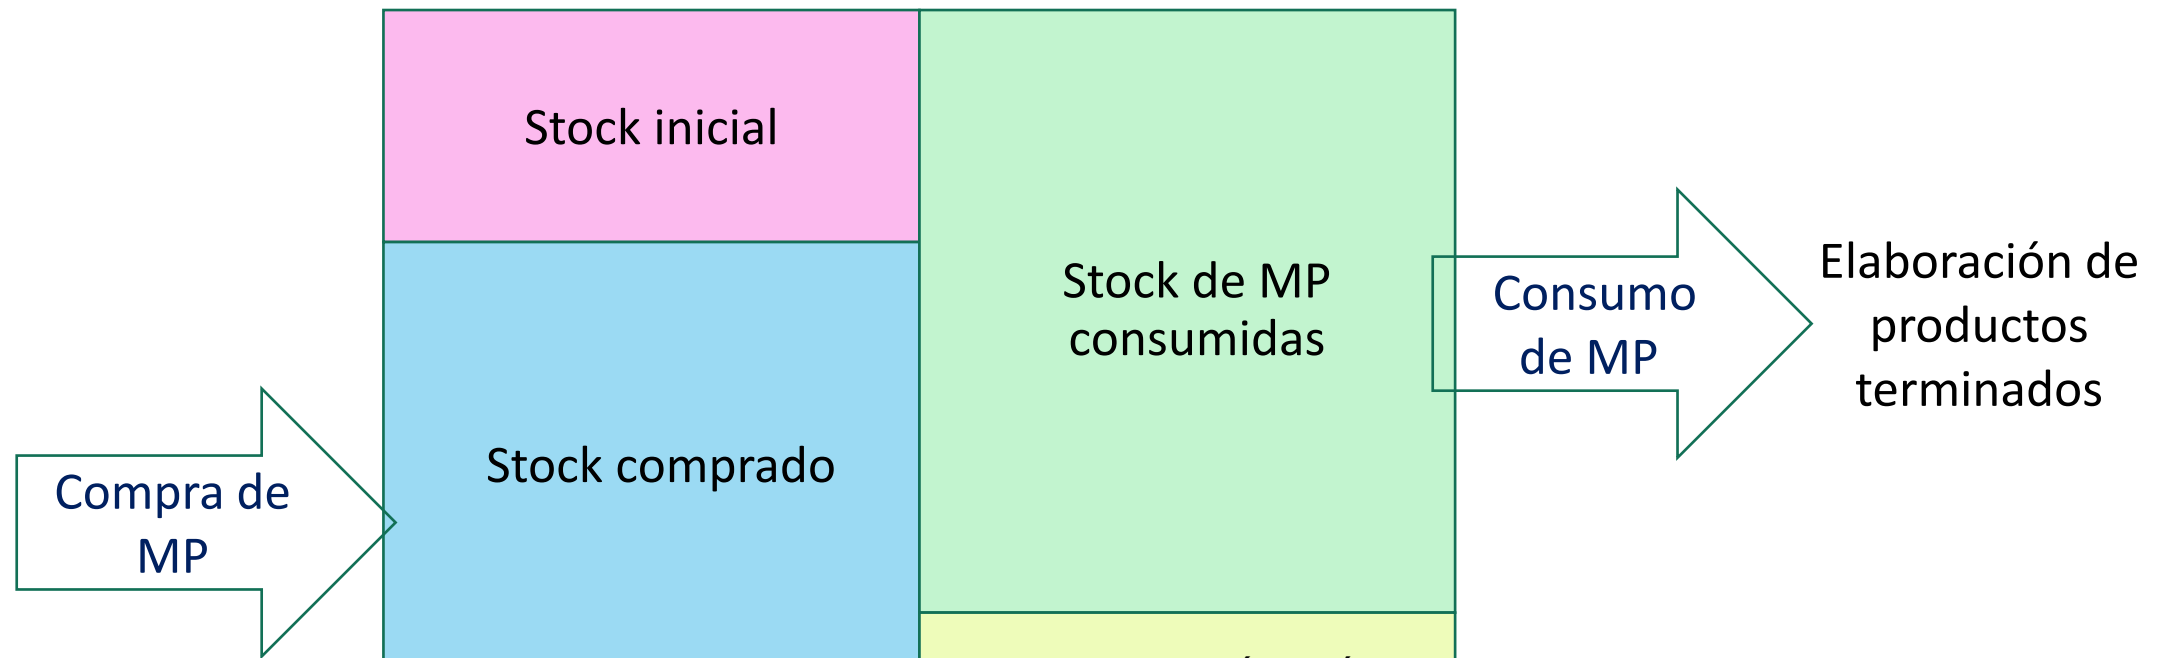 Stock inicial
Stock de MP
consumidas
Consumo
de MP
Elaboración de
productos
terminados
Stock comprado
Compra de
MP